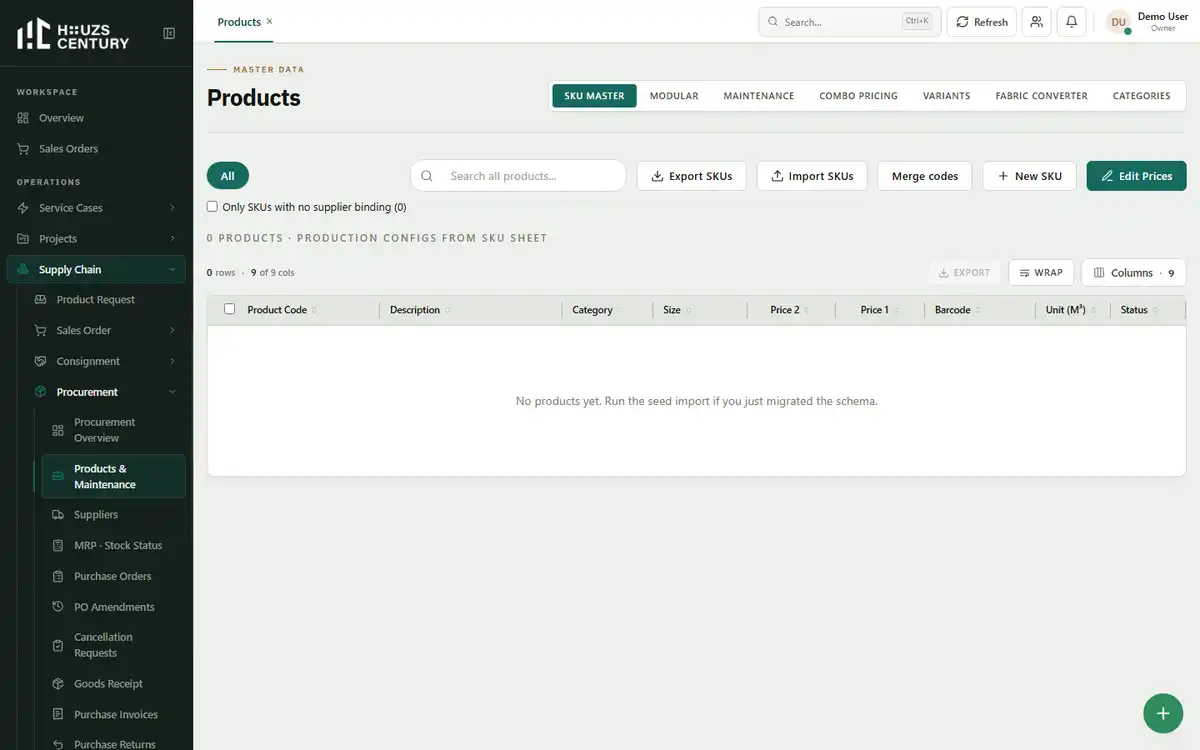 HOUZS
CENTURY
WORKSPACE
Overview
Sales Orders
OPERATIONS
Service Cases
Projects
Supply Chain
Product Request
Sales Order
Consignment
Procurement
Procurement
Overview
Products &
Maintenance
Suppliers
MRP · Stock Status
Purchase Orders
PO Amendments
Cancellation
Requests
Goods Receipt
Purchase Invoices
Purchase Returns
Products ×
Search... Ctrl+K
Refresh
DU
Demo User
Owner
MASTER DATA
Products
SKU MASTER MODULAR MAINTENANCE COMBO PRICING VARIANTS FABRIC CONVERTER CATEGORIES
All
Search all products...
Export SKUs
Import SKUs
Merge codes
+ New SKU
Edit Prices
Only SKUs with no supplier binding (0)
0 PRODUCTS · PRODUCTION CONFIGS FROM SKU SHEET
0 rows · 9 of 9 cols
EXPORT
WRAP
Columns · 9
Product Code Description Category Size Price 2 Price 1 Barcode Unit (M³) Status
No products yet. Run the seed import if you just migrated the schema.
+